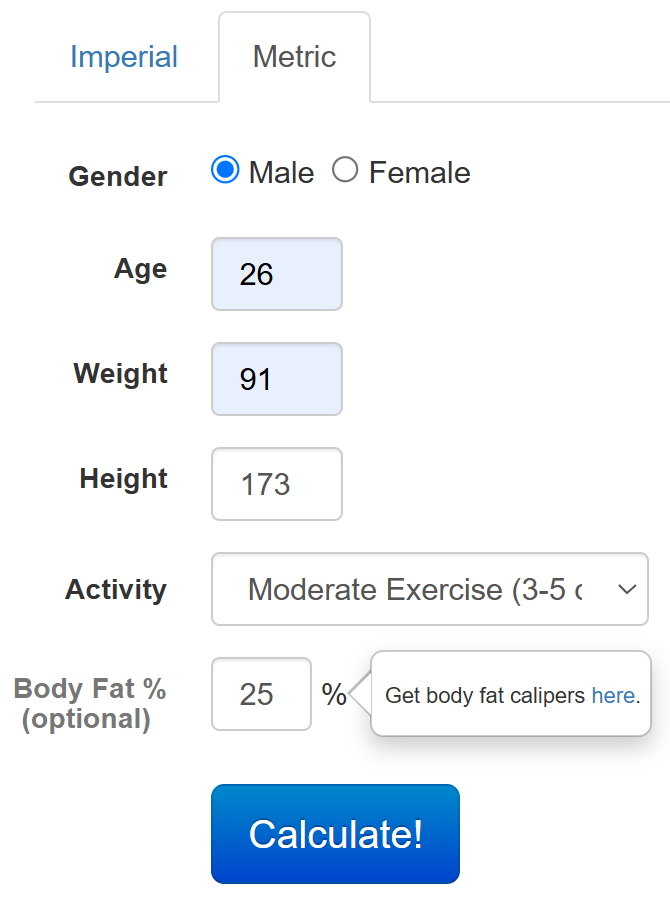 Imperial Metric
Gender Male Female
Age 26
Weight 91
Height 173
Activity Moderate Exercise (3-5
Body Fat %
(optional) 25 % Get body fat calipers here.
Calculate!